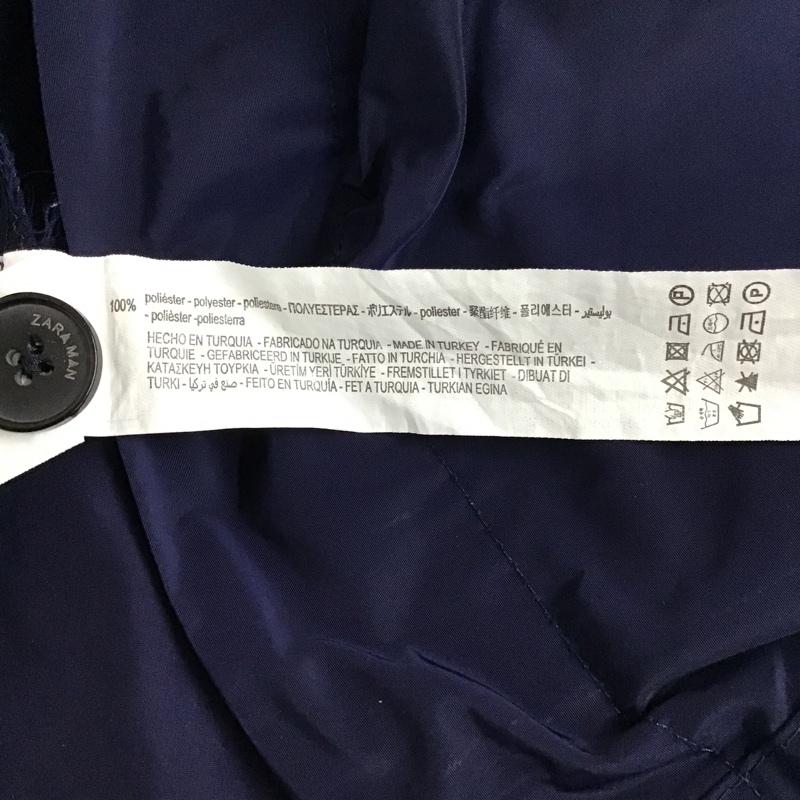 ZARA MAN
100% poliéster - polyester - poliestere - ΠΟΛΥΕΣΤΕΡΑΣ - ポリエステル - poliester - 聚酯纤维 - 폴리에스터 - بوليستير
- polièster -poliesterra
HECHO EN TURQUIA - FABRICADO NA TURQUIA - MADE IN TURKEY - FABRIQUÉ EN
TURQUIE - GEFABRICEERD IN TURKIJE - FATTO IN TURCHIA - HERGESTELLT IN TÜRKEI -
ΚΑΤΑΣΚΕΥΗ ΤΟΥΡΚΙΑ - ÜRETİM YERİ TÜRKİYE - FREMSTILLET I TYRKIET - DIBUAT DI
TURKI - صنع في تركيا - FEITO EN TURQUÍA - FET A TURQUIA - TURKIAN EGINA
P P